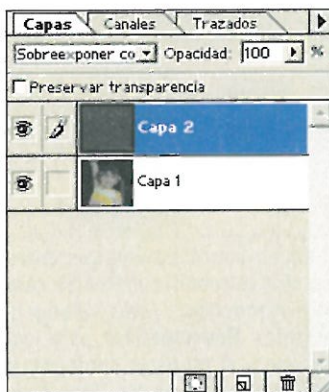 Capas Canales Trazados
Sobreexponer co Opacidad: 100 %
Preservar transparencia
Capa 2
Capa 1